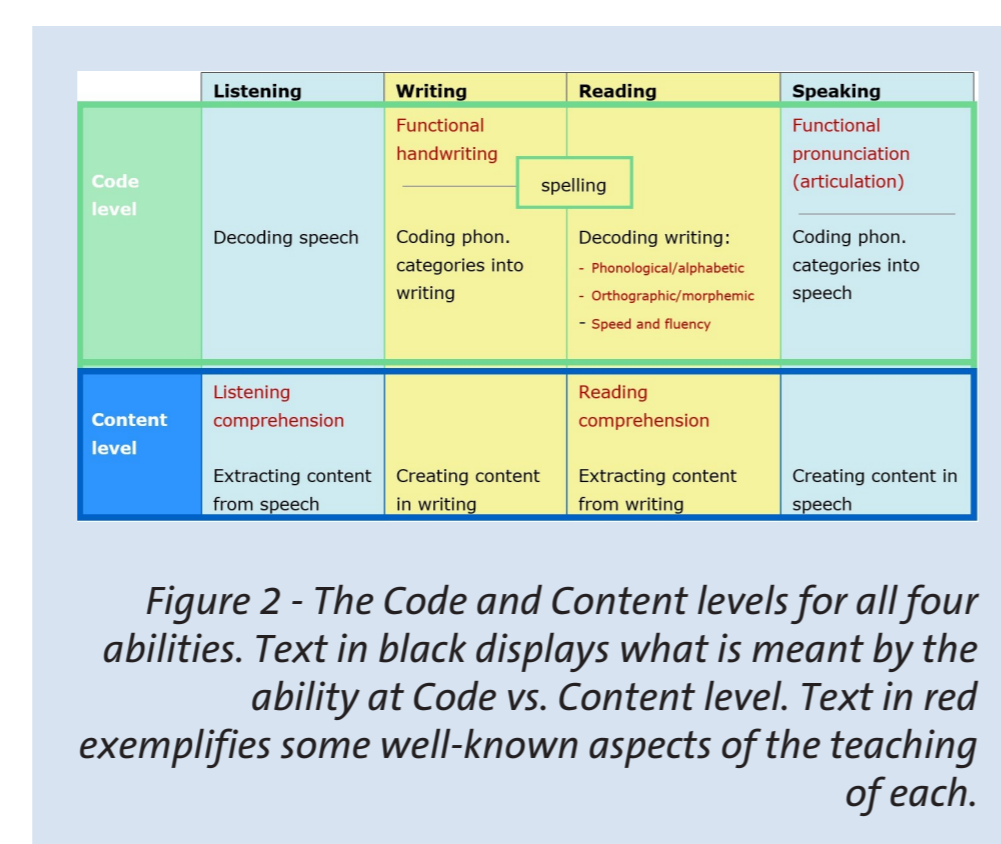 Listening Writing Reading Speaking
Code
level
Decoding speech
Functional
handwriting
spelling
Coding phon.
categories into
writing
Decoding writing:
- Phonological/alphabetic
- Orthographic/morphemic
- Speed and fluency
Functional
pronunciation
(articulation)
Coding phon.
categories into
speech
Content
level
Listening
comprehension
Extracting content
from speech
Creating content
in writing
Reading
comprehension
Extracting content
from writing
Creating content in
speech
Figure 2 - The Code and Content levels for all four
abilities. Text in black displays what is meant by the
ability at Code vs. Content level. Text in red
exemplifies some well-known aspects of the teaching
of each.